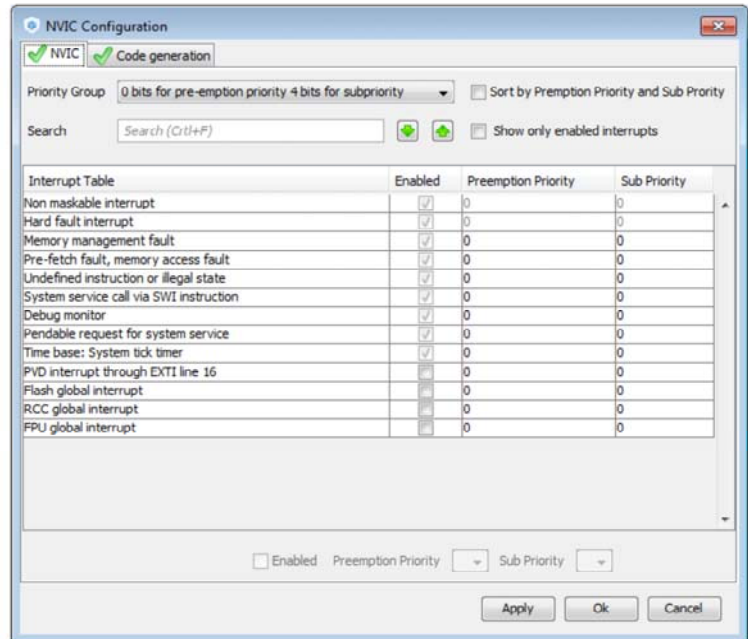 NVIC Configuration
NVIC Code generation
Priority Group 0 bits for pre-emption priority 4 bits for subpriority Sort by Premption Priority and Sub Prority
Search Search (Crtl+F) Show only enabled interrupts
Interrupt Table Enabled Preemption Priority Sub Priority
Non maskable interrupt 0 0
Hard fault interrupt 0 0
Memory management fault 0 0
Pre-fetch fault, memory access fault 0 0
Undefined instruction or illegal state 0 0
System service call via SWI instruction 0 0
Debug monitor 0 0
Pendable request for system service 0 0
Time base: System tick timer 0 0
PVD interrupt through EXTI line 16 0 0
Flash global interrupt 0 0
RCC global interrupt 0 0
FPU global interrupt 0 0
Enabled Preemption Priority Sub Priority
Apply Ok Cancel